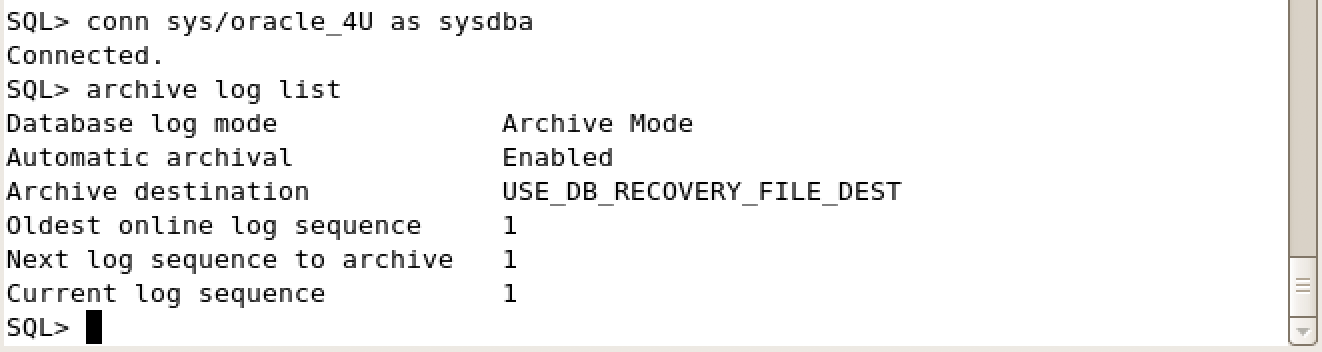 SQL> conn sys/oracle_4U as sysdba
Connected.
SQL> archive log list
Database log mode              Archive Mode
Automatic archival             Enabled
Archive destination            USE_DB_RECOVERY_FILE_DEST
Oldest online log sequence     1
Next log sequence to archive   1
Current log sequence           1
SQL>